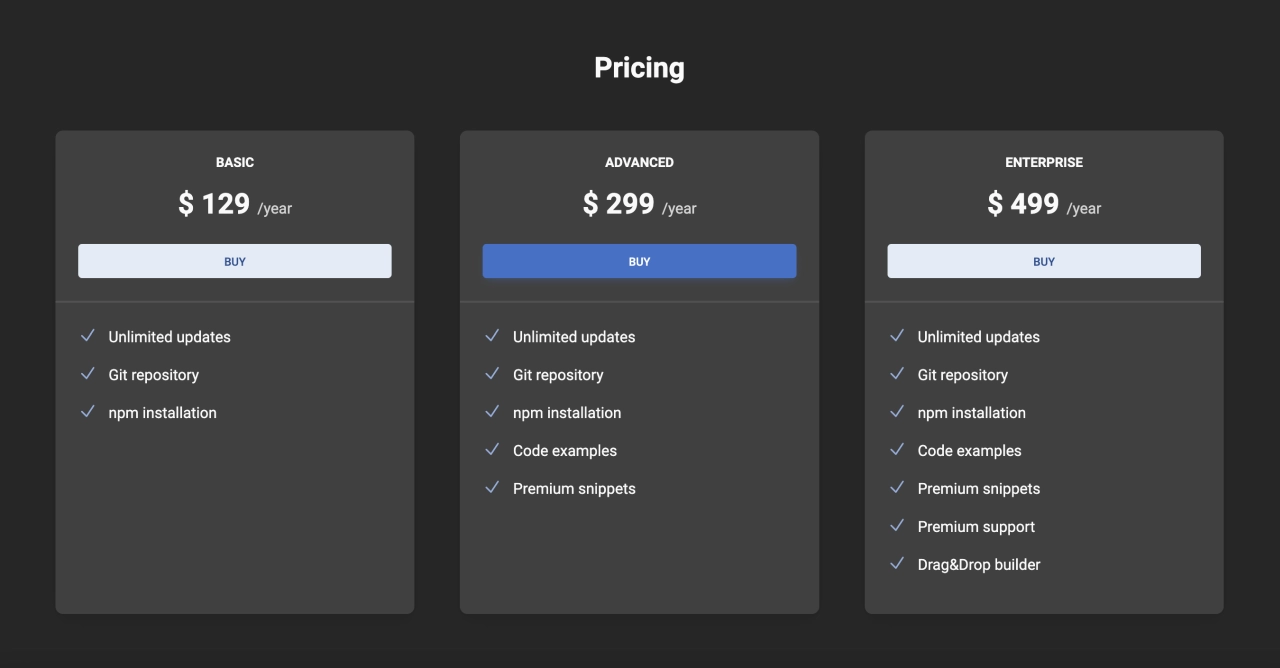 Pricing
BASIC
$ 129 /year
BUY
Unlimited updates
Git repository
npm installation
ADVANCED
$ 299 /year
BUY
Unlimited updates
Git repository
npm installation
Code examples
Premium snippets
ENTERPRISE
$ 499 /year
BUY
Unlimited updates
Git repository
npm installation
Code examples
Premium snippets
Premium support
Drag&Drop builder